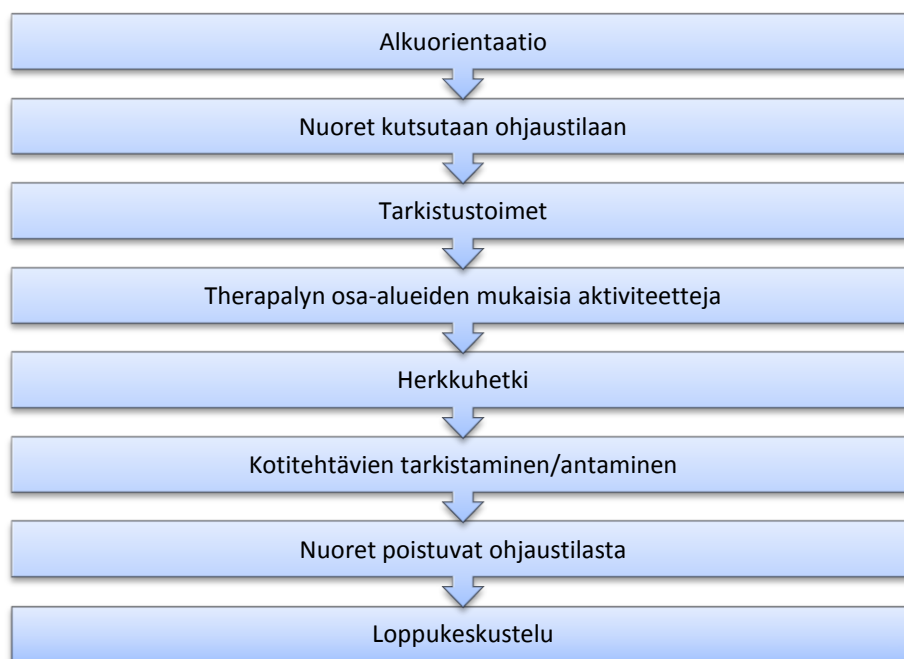 Alkuorientaatio
Nuoret kutsutaan ohjaustilaan
Tarkistustoimet
Therapalyn osa-alueiden mukaisia aktiviteetteja
Herkkuhetki
Kotitehtävien tarkistaminen/antaminen
Nuoret poistuvat ohjaustilasta
Loppukeskustelu